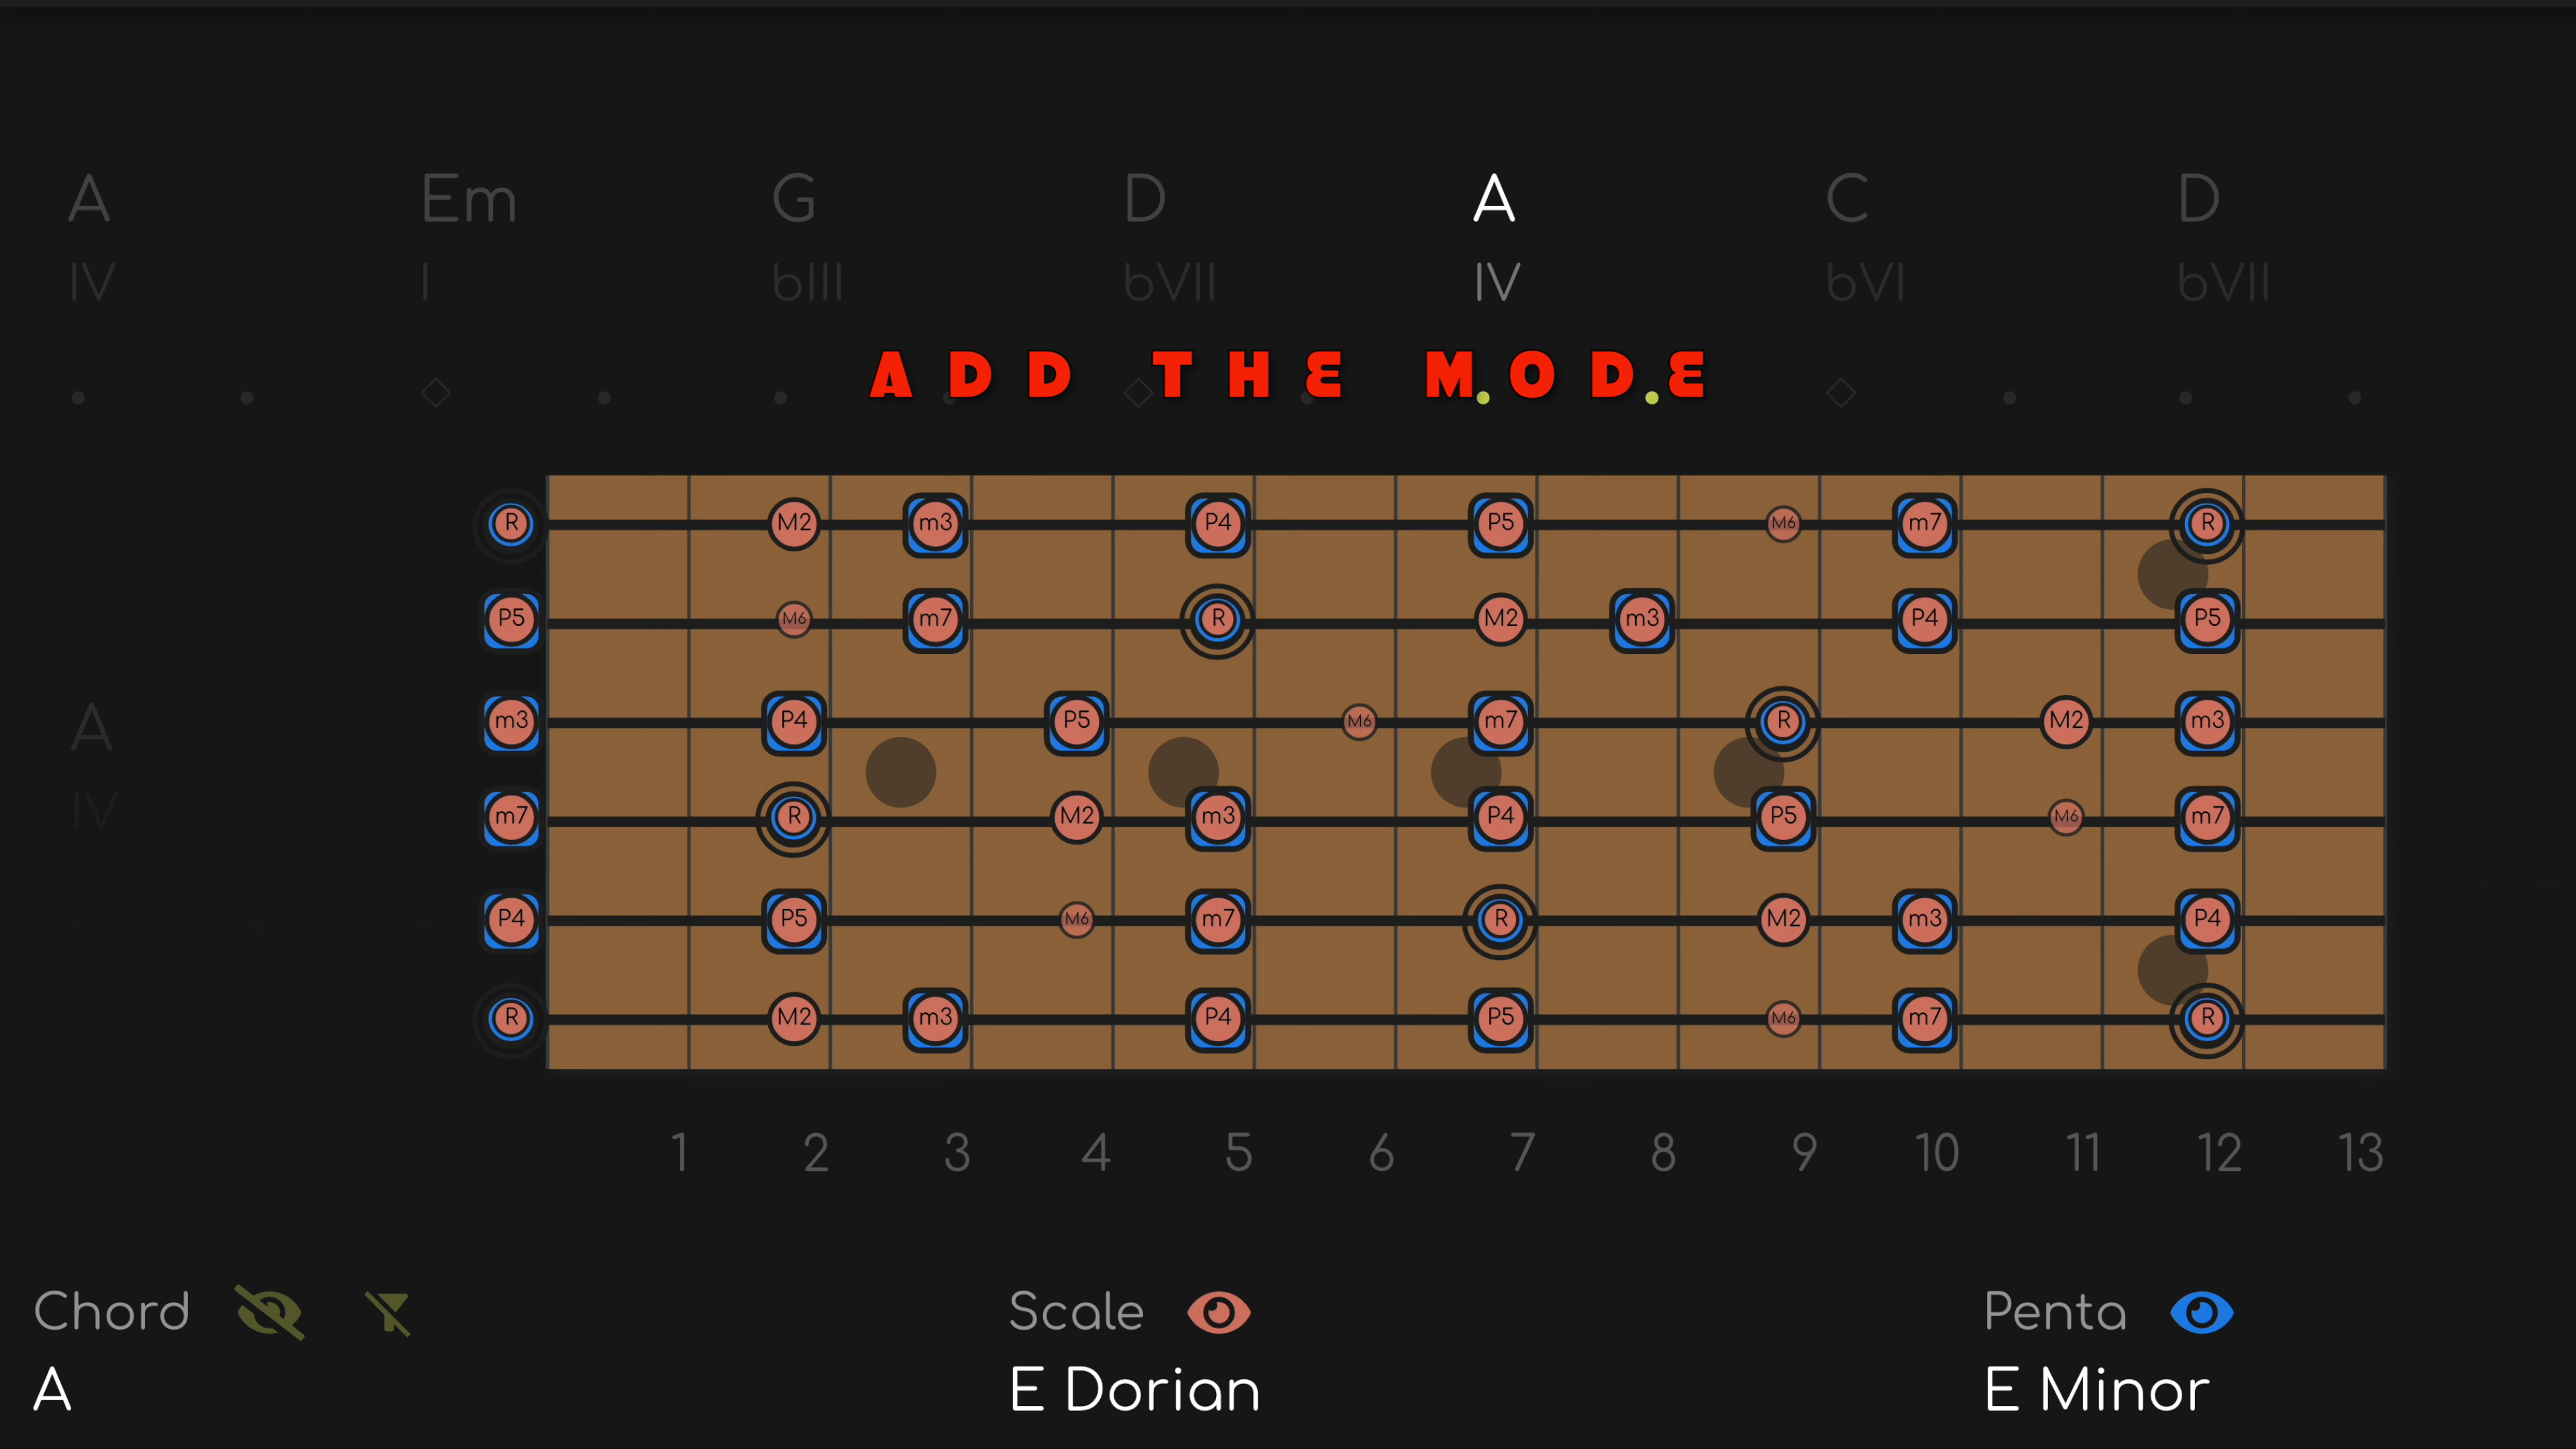 A Em G D A C D
IV I bIII bVII IV bVI bVII
ADD THE MODE
R M2 m3 P4 P5 M6 m7 R
P5 M6 m7 R M2 m3 P4 P5
A
m3 P4 P5 M6 m7 R M2 m3
IV
m7 R M2 m3 P4 P5 M6 m7
P4 P5 M6 m7 R M2 m3 P4
R M2 m3 P4 P5 M6 m7 R
1 2 3 4 5 6 7 8 9 10 11 12 13
Chord Scale Penta
A E Dorian E Minor